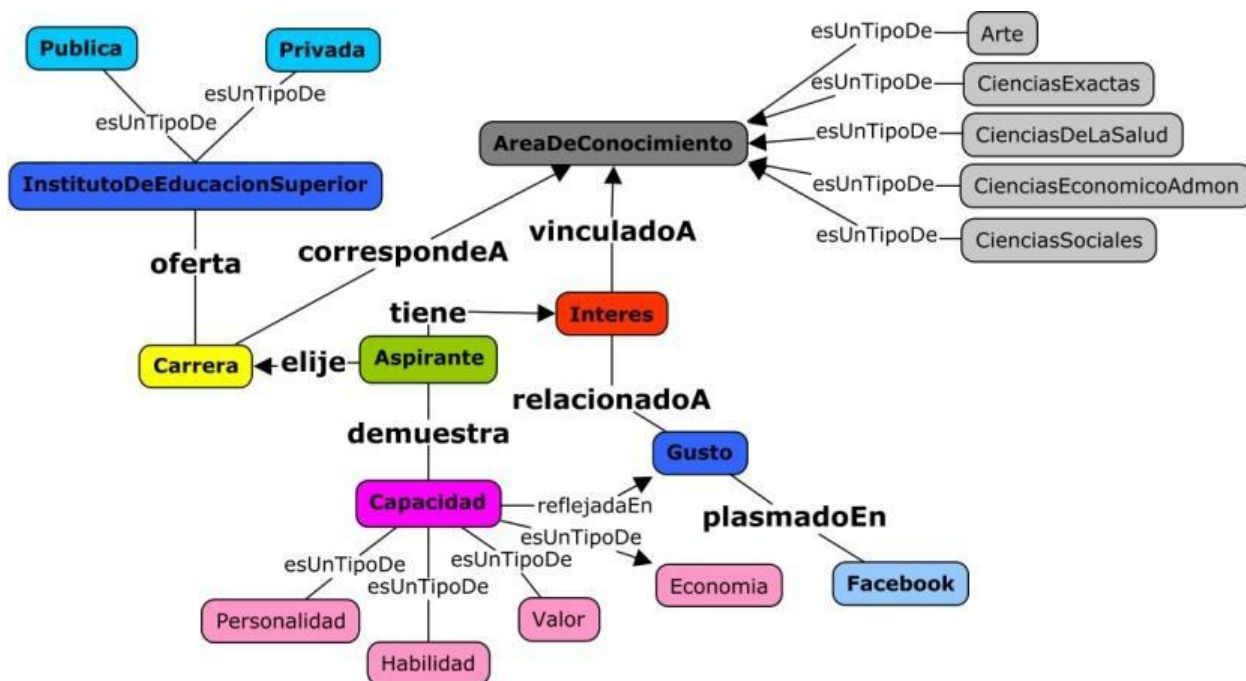 Publica
Privada
esUnTipoDe
esUnTipoDe
InstitutoDeEducacionSuperior
oferta
Carrera
correspondeA
elije
Aspirante
tiene
Interes
vinculadoA
AreaDeConocimiento
esUnTipoDe
Arte
esUnTipoDe
CienciasExactas
esUnTipoDe
CienciasDeLaSalud
esUnTipoDe
CienciasEconomicoAdmon
esUnTipoDe
CienciasSociales
relacionadoA
Gusto
demuestra
Capacidad
reflejadaEn
esUnTipoDe
plasmadoEn
esUnTipoDe
esUnTipoDe
esUnTipoDe
Personalidad
Habilidad
Valor
Economia
Facebook